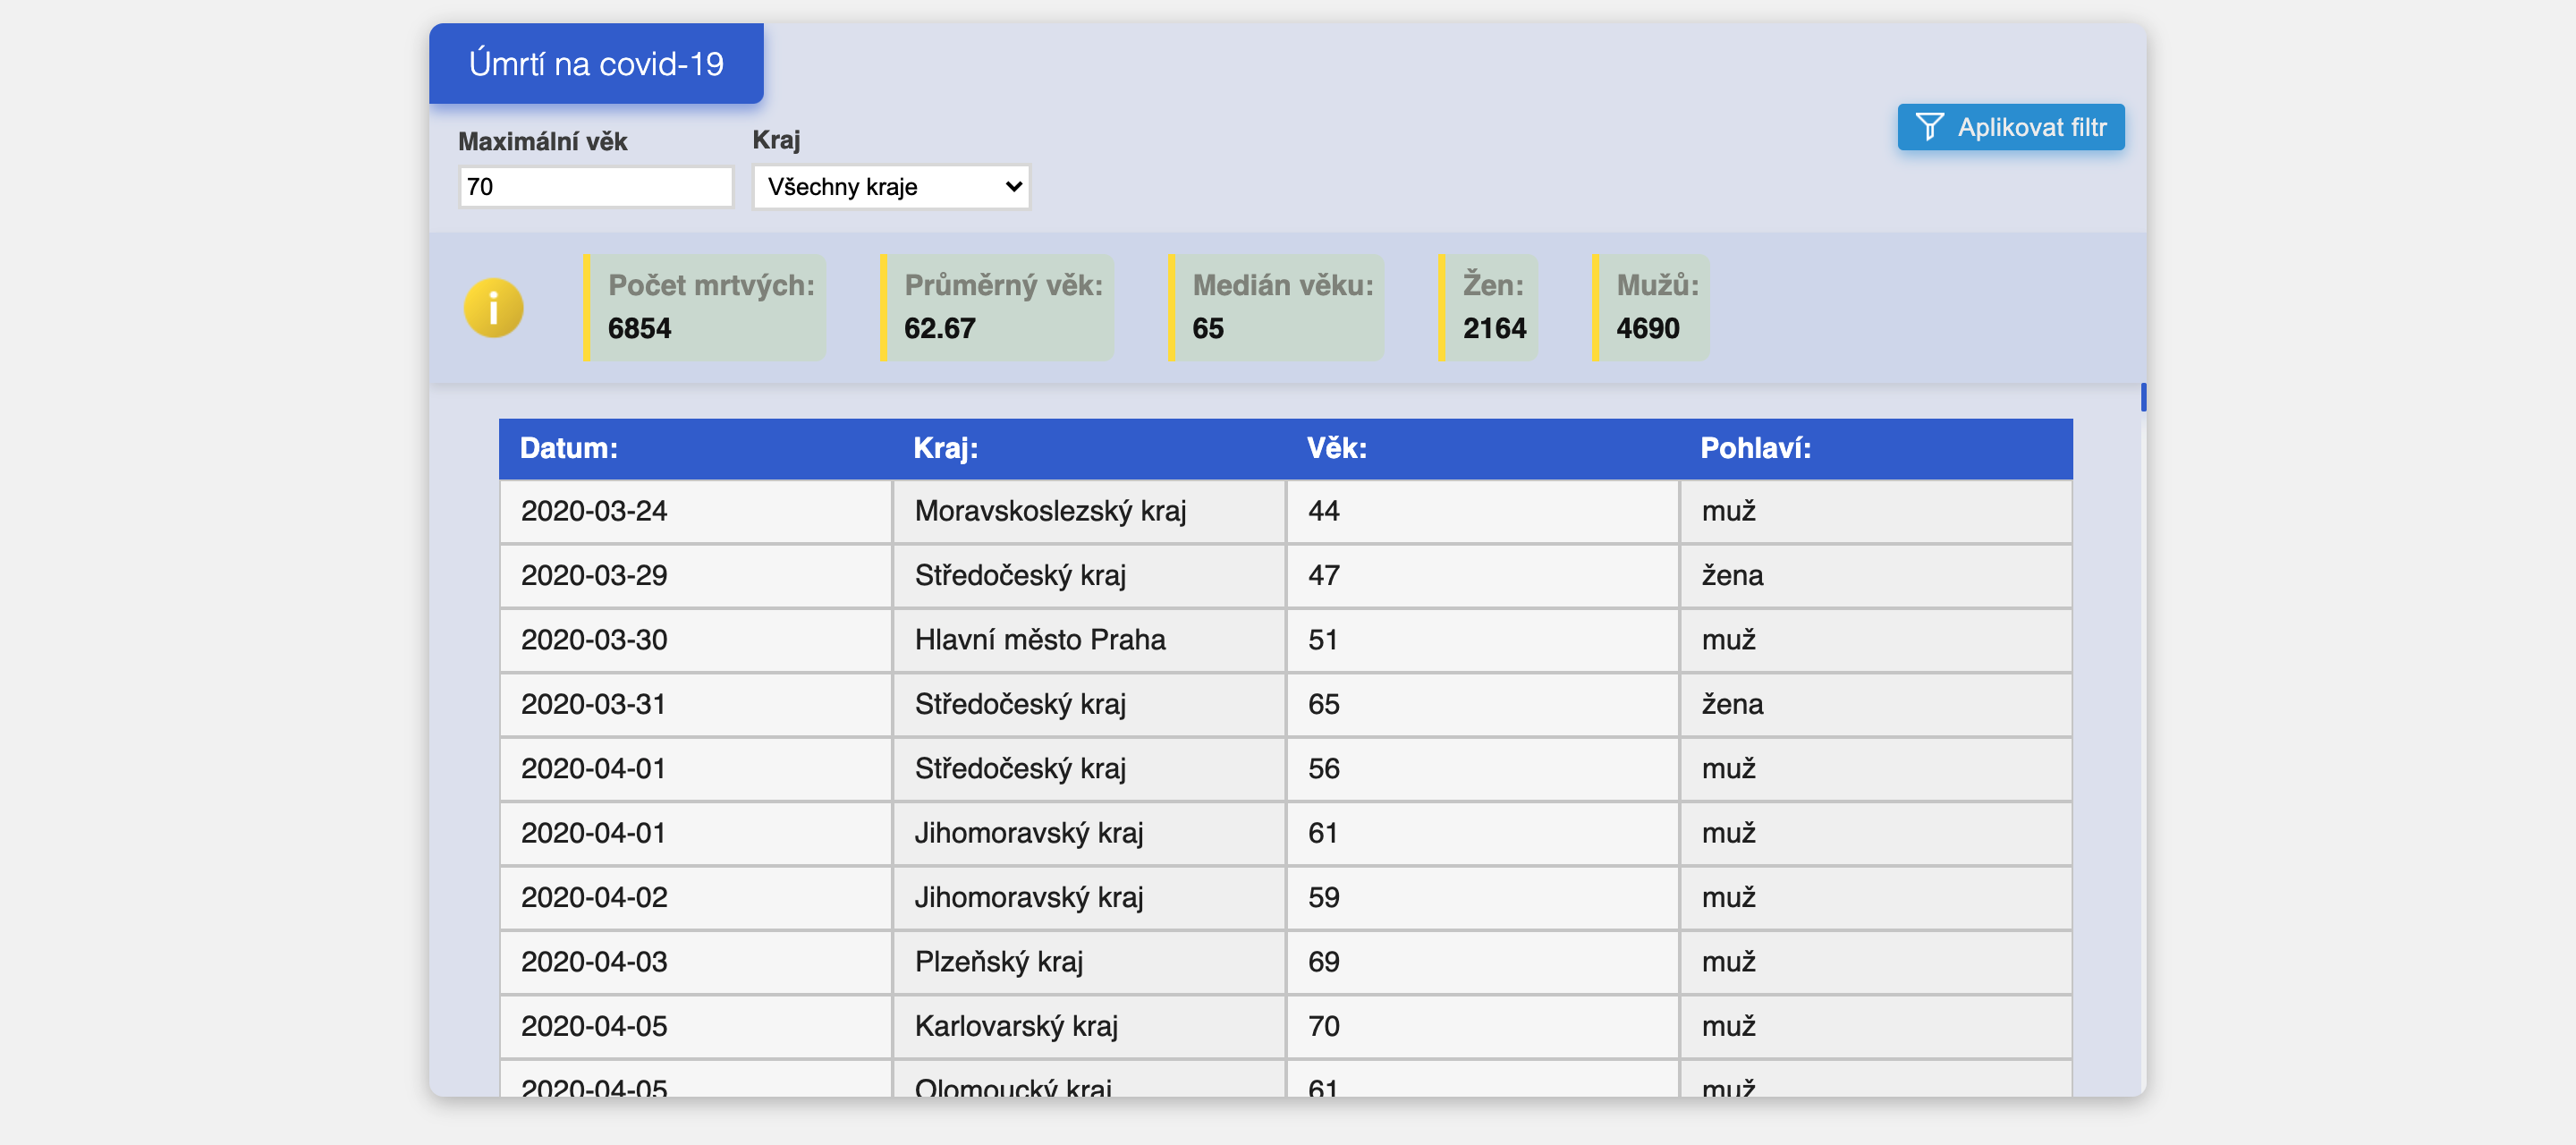 Úmrtí na covid-19
Aplikovat filtr
Maximální věk
Kraj
70
Všechny kraje
i
Počet mrtvých: Průměrný věk: Medián věku: Žen: Mužů:
6854 62.67 65 2164 4690
Datum: Kraj: Věk: Pohlaví:
2020-03-24 Moravskoslezský kraj 44 muž
2020-03-29 Středočeský kraj 47 žena
2020-03-30 Hlavní město Praha 51 muž
2020-03-31 Středočeský kraj 65 žena
2020-04-01 Středočeský kraj 56 muž
2020-04-01 Jihomoravský kraj 61 muž
2020-04-02 Jihomoravský kraj 59 muž
2020-04-03 Plzeňský kraj 69 muž
2020-04-05 Karlovarský kraj 70 muž
2020-04-05 Olomoucký kraj 61 muž